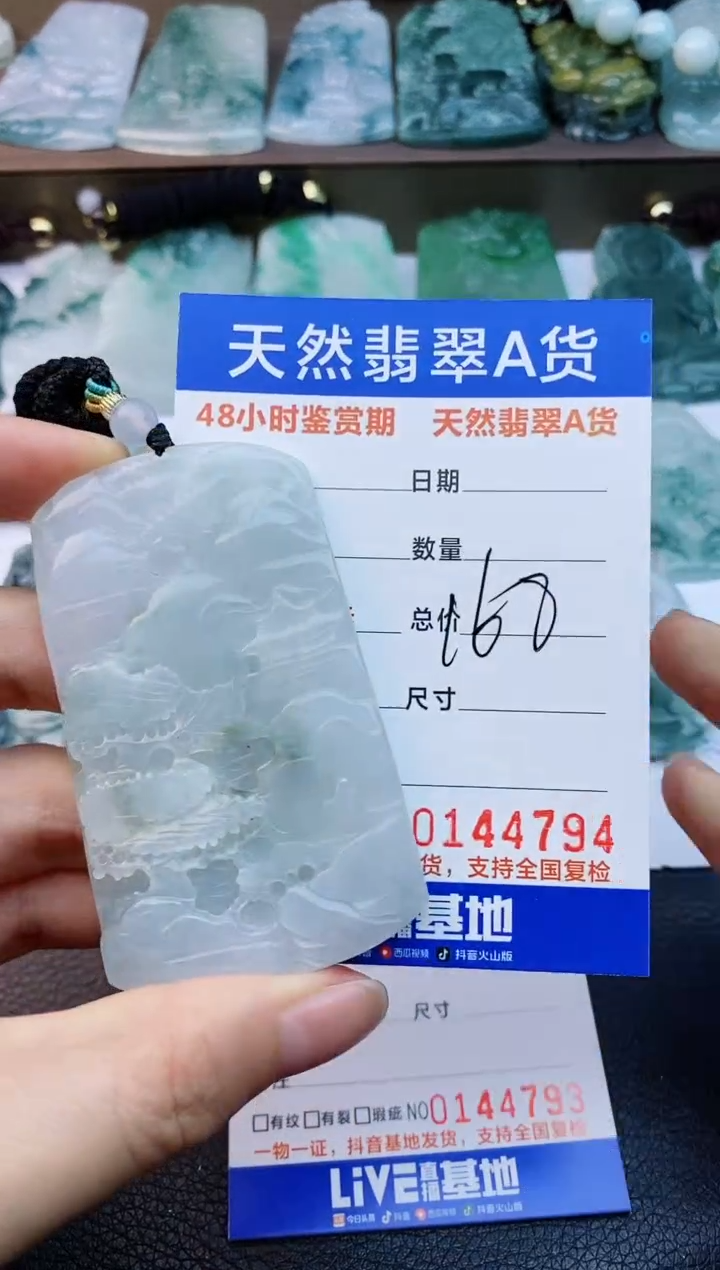 天然翡翠A货
48小时鉴赏期 天然翡翠A货
日期
数量
总价 168
尺寸
0144794
货，支持全国复检
播基地
西瓜视频 抖音火山版
尺寸
注
□有纹 □有裂 □瑕疵 NO 0144793
一物一证，抖音基地发货，支持全国复检
LiVE直播基地
今日头条 抖音 西瓜视频 抖音火山版